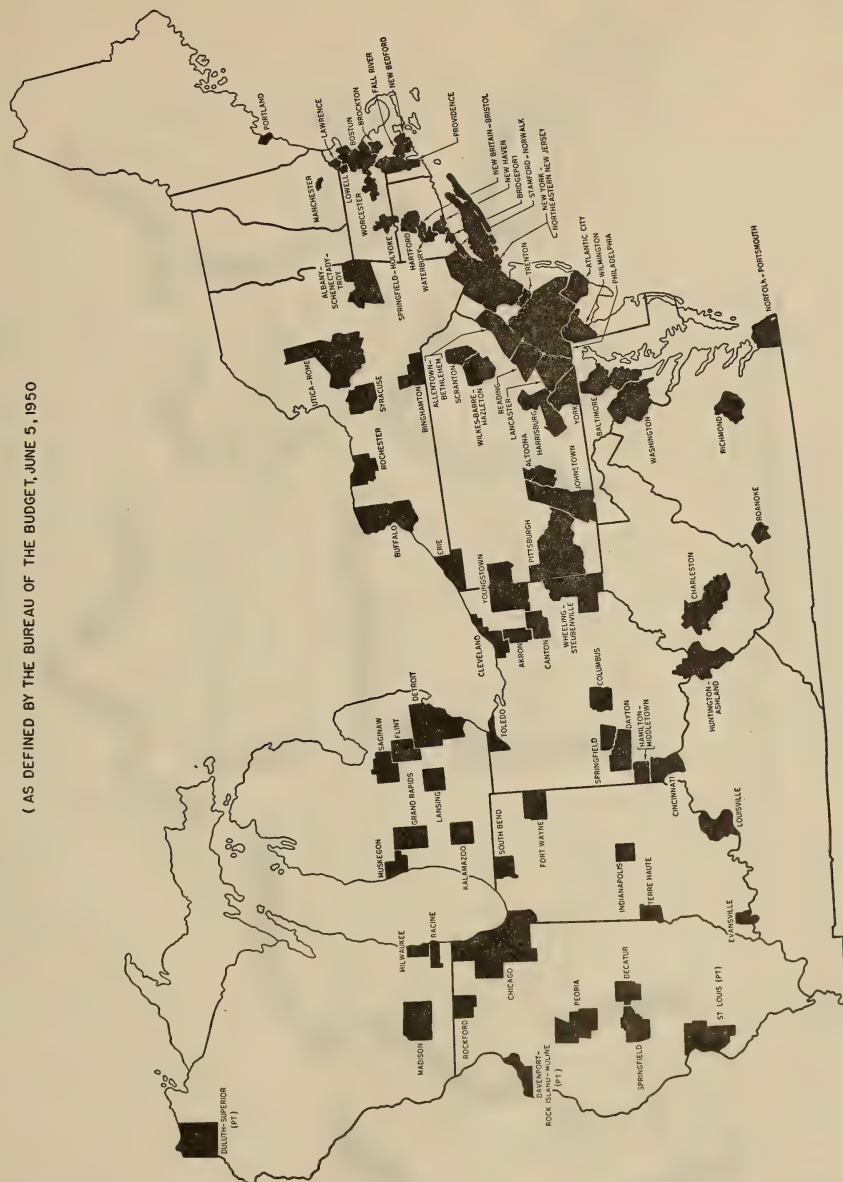 ( AS DEFINED BY THE BUREAU OF THE BUDGET, JUNE 5, 1950
DULUTH-SUPERIOR
(PT)
MADISON
MILWAUKEE
RACINE
ROCKFORD
CHICAGO
DAVENPORT-
ROCK ISLAND-MOLINE
(PT)
PEORIA
SPRINGFIELD
DECATUR
ST LOUIS (PT)
MUSKEGON
GRAND RAPIDS
SAGINAW
FLINT
LANSING
DETROIT
KALAMAZOO
SOUTH BEND
FORT WAYNE
INDIANAPOLIS
TERRE HAUTE
EVANSVILLE
LOUISVILLE
TOLEDO
CLEVELAND
AKRON
CANTON
YOUNGSTOWN
COLUMBUS
SPRINGFIELD
DAYTON
HAMILTON-
MIDDLETOWN
CINCINNATI
WHEELING-
STEUBENVILLE
HUNTINGTON-
ASHLAND
CHARLESTON
ERIE
PITTSBURGH
JOHNSTOWN
ALTOONA
HARRISBURG
YORK
LANCASTER
READING
WILKES-BARRE-
HAZLETON
SCRANTON
ALLENTOWN-
BETHLEHEM
BUFFALO
ROCHESTER
SYRACUSE
UTICA-ROME
BINGHAMTON
ALBANY-
SCHENECTADY-
TROY
PORTLAND
MANCHESTER
LAWRENCE
LOWELL
BOSTON
BROCKTON
FALL RIVER
NEW BEDFORD
WORCESTER
PROVIDENCE
SPRINGFIELD-HOLYOKE
HARTFORD
WATERBURY
NEW BRITAIN-BRISTOL
NEW HAVEN
BRIDGEPORT
STAMFORD-NORWALK
NEW YORK-
NORTHEASTERN NEW JERSEY
TRENTON
ATLANTIC CITY
WILMINGTON
PHILADELPHIA
BALTIMORE
WASHINGTON
RICHMOND
ROANOKE
NORFOLK-PORTSMOUTH